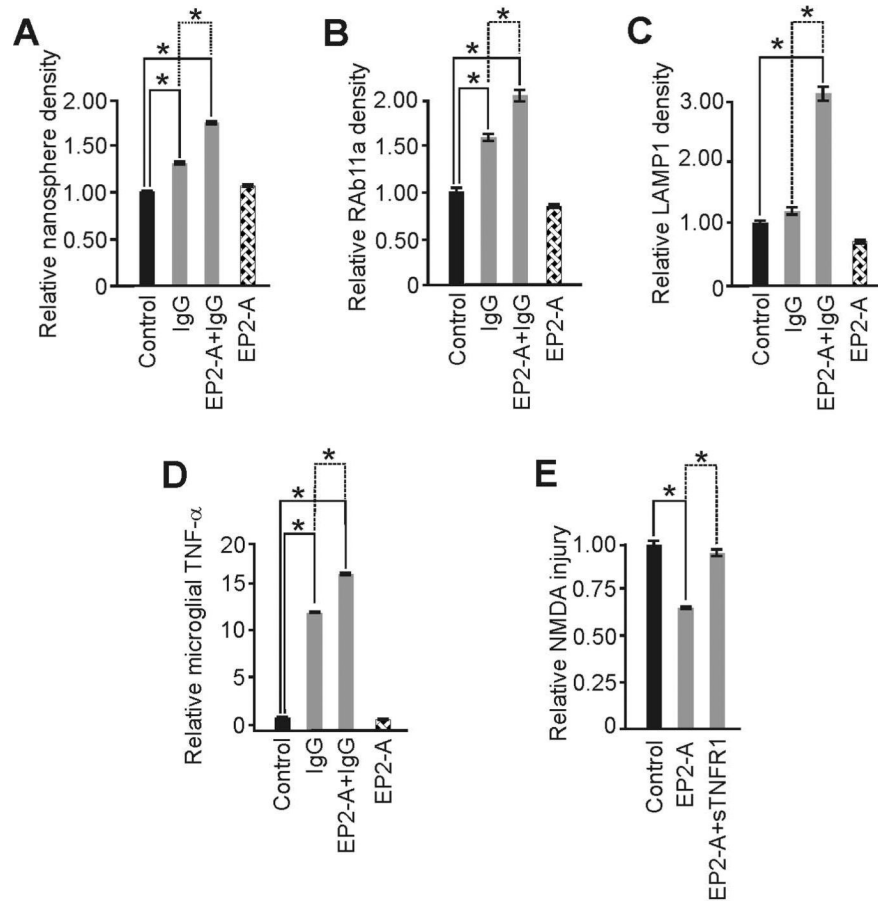 A
Relative nanosphere density
2.00
1.50
1.00
0.50
0
* * *
Control
IgG
EP2-A+IgG
EP2-A
B
Relative RAb11a density
2.00
1.50
1.00
0.50
0
* * *
Control
IgG
EP2-A+IgG
EP2-A
C
Relative LAMP1 density
3.00
2.00
1.00
0
* *
Control
IgG
EP2-A+IgG
EP2-A
D
Relative microglial TNF-α
20
15
10
5
0
* * *
Control
IgG
EP2-A+IgG
EP2-A
E
Relative NMDA injury
1.00
0.75
0.50
0.25
0
* *
Control
EP2-A
EP2-A+sTNFR1